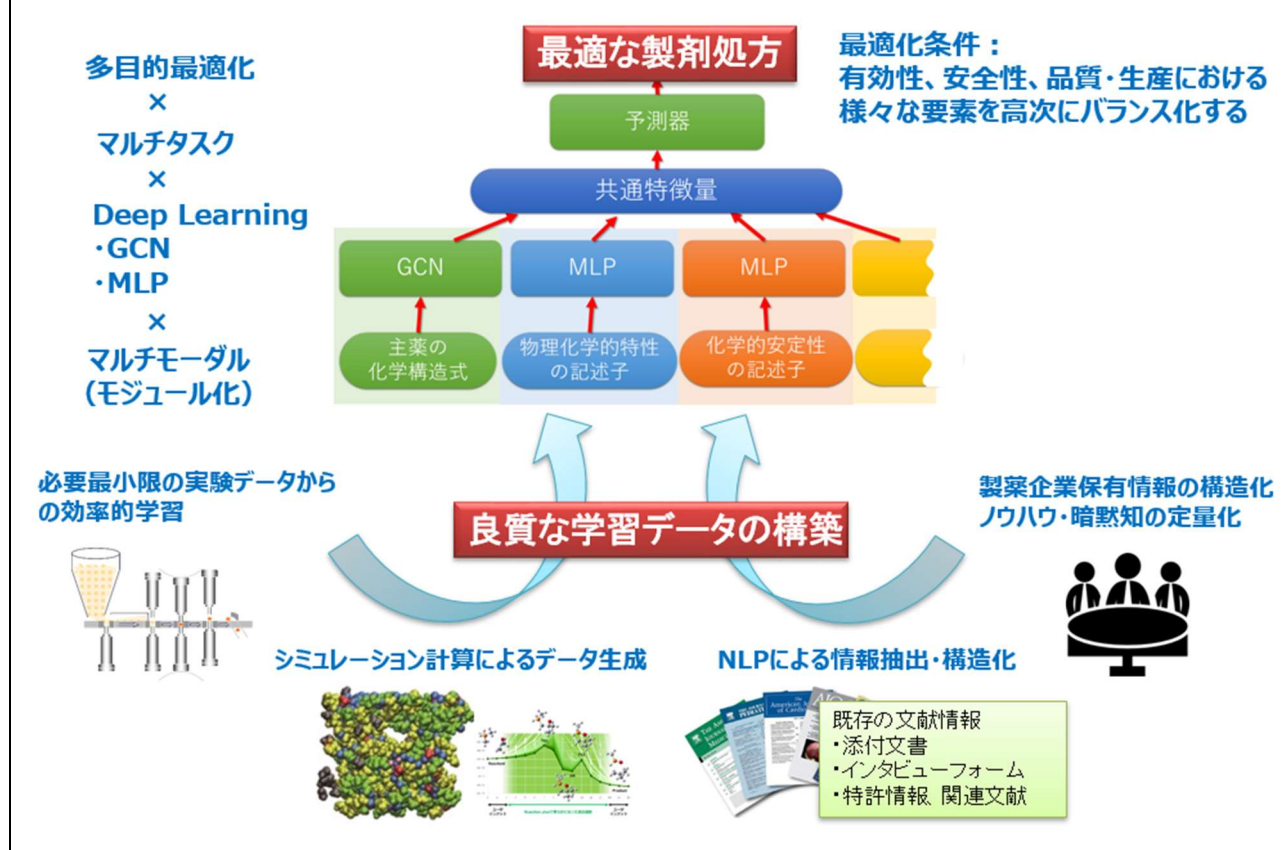 最適な製剤処方
最適化条件：
有効性、安全性、品質・生産における
様々な要素を高次にバランス化する
多目的最適化
×
マルチタスク
×
Deep Learning
・GCN
・MLP
×
マルチモーダル
（モジュール化）
予測器
共通特徴量
GCN
MLP
MLP
主薬の
化学構造式
物理化学的特性
の記述子
化学的安定性
の記述子
必要最小限の実験データから
の効率的学習
良質な学習データの構築
製薬企業保有情報の構造化
ノウハウ・暗黙知の定量化
シミュレーション計算によるデータ生成
NLPによる情報抽出・構造化
既存の文献情報
・添付文書
・インタビューフォーム
・特許情報、関連文献